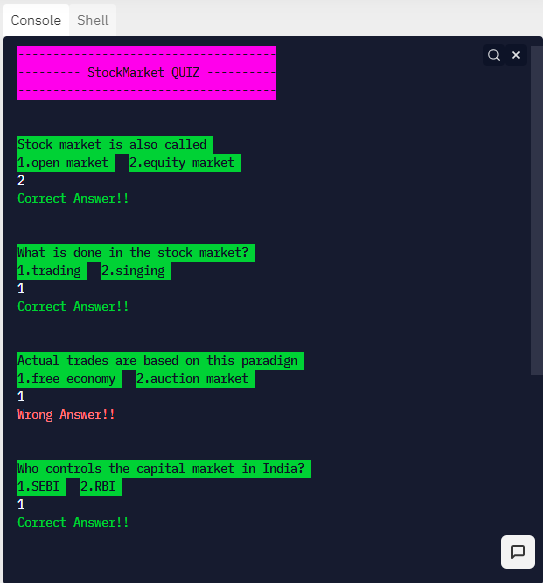 Console Shell
-------------------------------------
--------- StockMarket QUIZ ----------
-------------------------------------
Stock market is also called
1.open market 2.equity market
2
Correct Answer!!
What is done in the stock market?
1.trading 2.singing
1
Correct Answer!!
Actual trades are based on this paradign
1.free economy 2.auction market
1
Wrong Answer!!
Who controls the capital market in India?
1.SEBI 2.RBI
1
Correct Answer!!